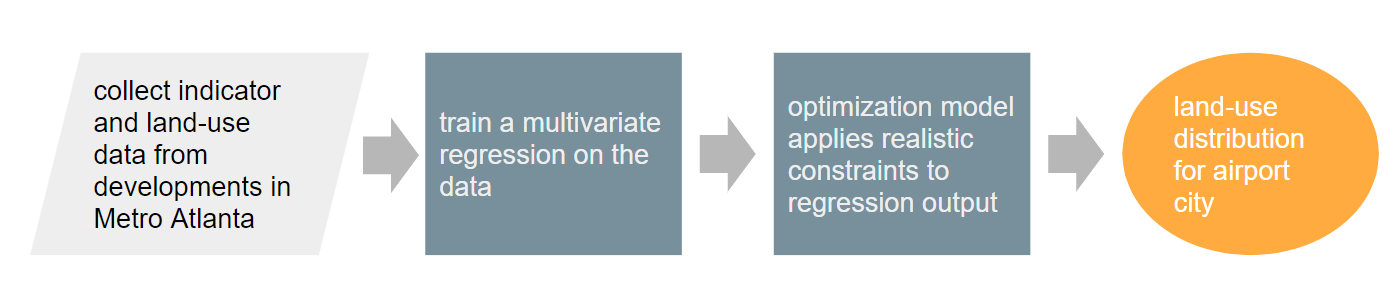 collect indicator
and land-use
data from
developments in
Metro Atlanta
train a multivariate
regression on the
data
optimization model
applies realistic
constraints to
regression output
land-use
distribution
for airport
city